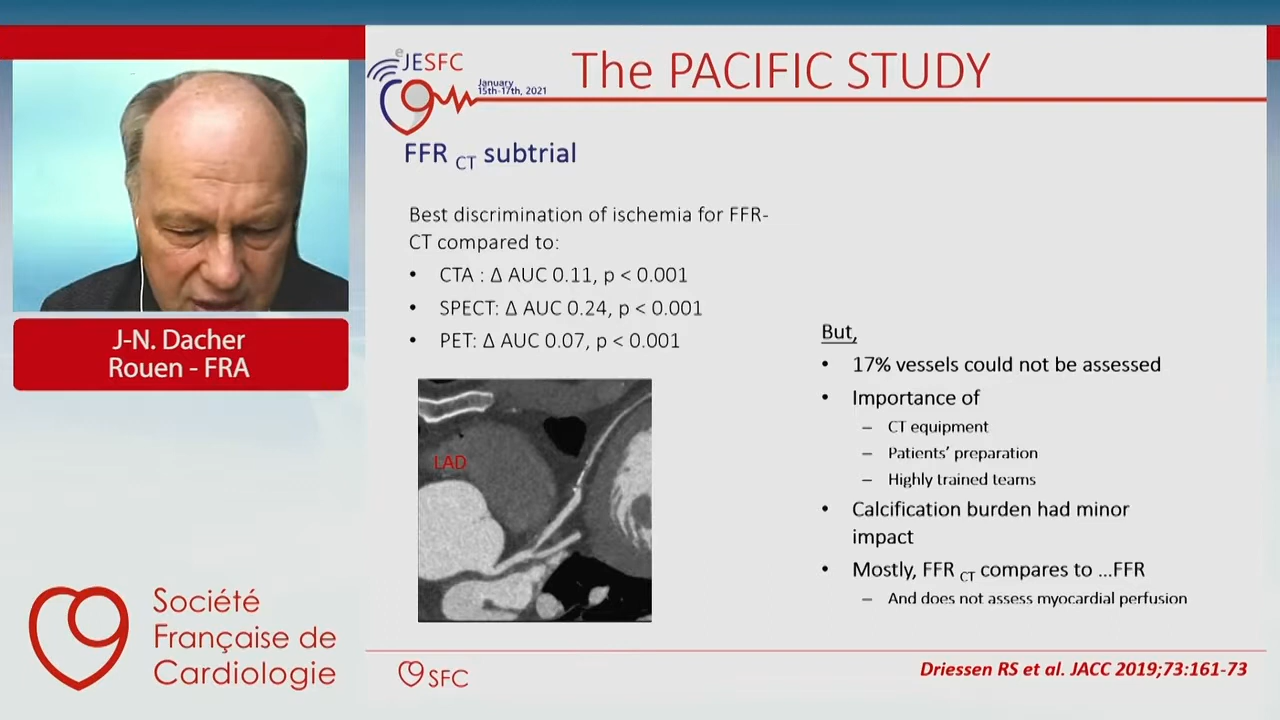 eJESFC
January
15th-17th, 2021
The PACIFIC STUDY
FFR CT subtrial
Best discrimination of ischemia for FFR-
CT compared to:
• CTA : Δ AUC 0.11, p < 0.001
• SPECT: Δ AUC 0.24, p < 0.001
• PET: Δ AUC 0.07, p < 0.001
LAD
But,
• 17% vessels could not be assessed
• Importance of
– CT equipment
– Patients’ preparation
– Highly trained teams
• Calcification burden had minor
impact
• Mostly, FFR CT compares to ...FFR
– And does not assess myocardial perfusion
J-N. Dacher
Rouen - FRA
Société
Française de
Cardiologie
SFC
Driessen RS et al. JACC 2019;73:161-73